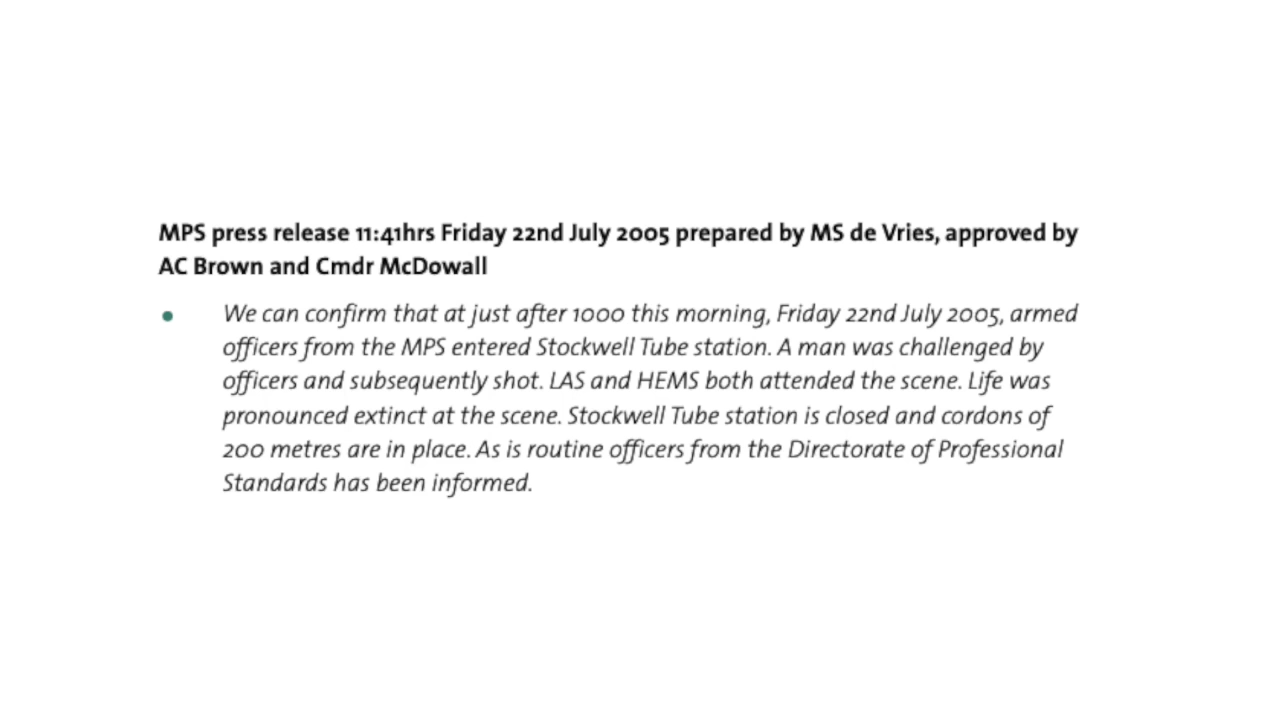 MPS press release 11:41hrs Friday 22nd July 2005 prepared by MS de Vries, approved by
AC Brown and Cmdr McDowall
• We can confirm that at just after 1000 this morning, Friday 22nd July 2005, armed
officers from the MPS entered Stockwell Tube station. A man was challenged by
officers and subsequently shot. LAS and HEMS both attended the scene. Life was
pronounced extinct at the scene. Stockwell Tube station is closed and cordons of
200 metres are in place. As is routine officers from the Directorate of Professional
Standards has been informed.